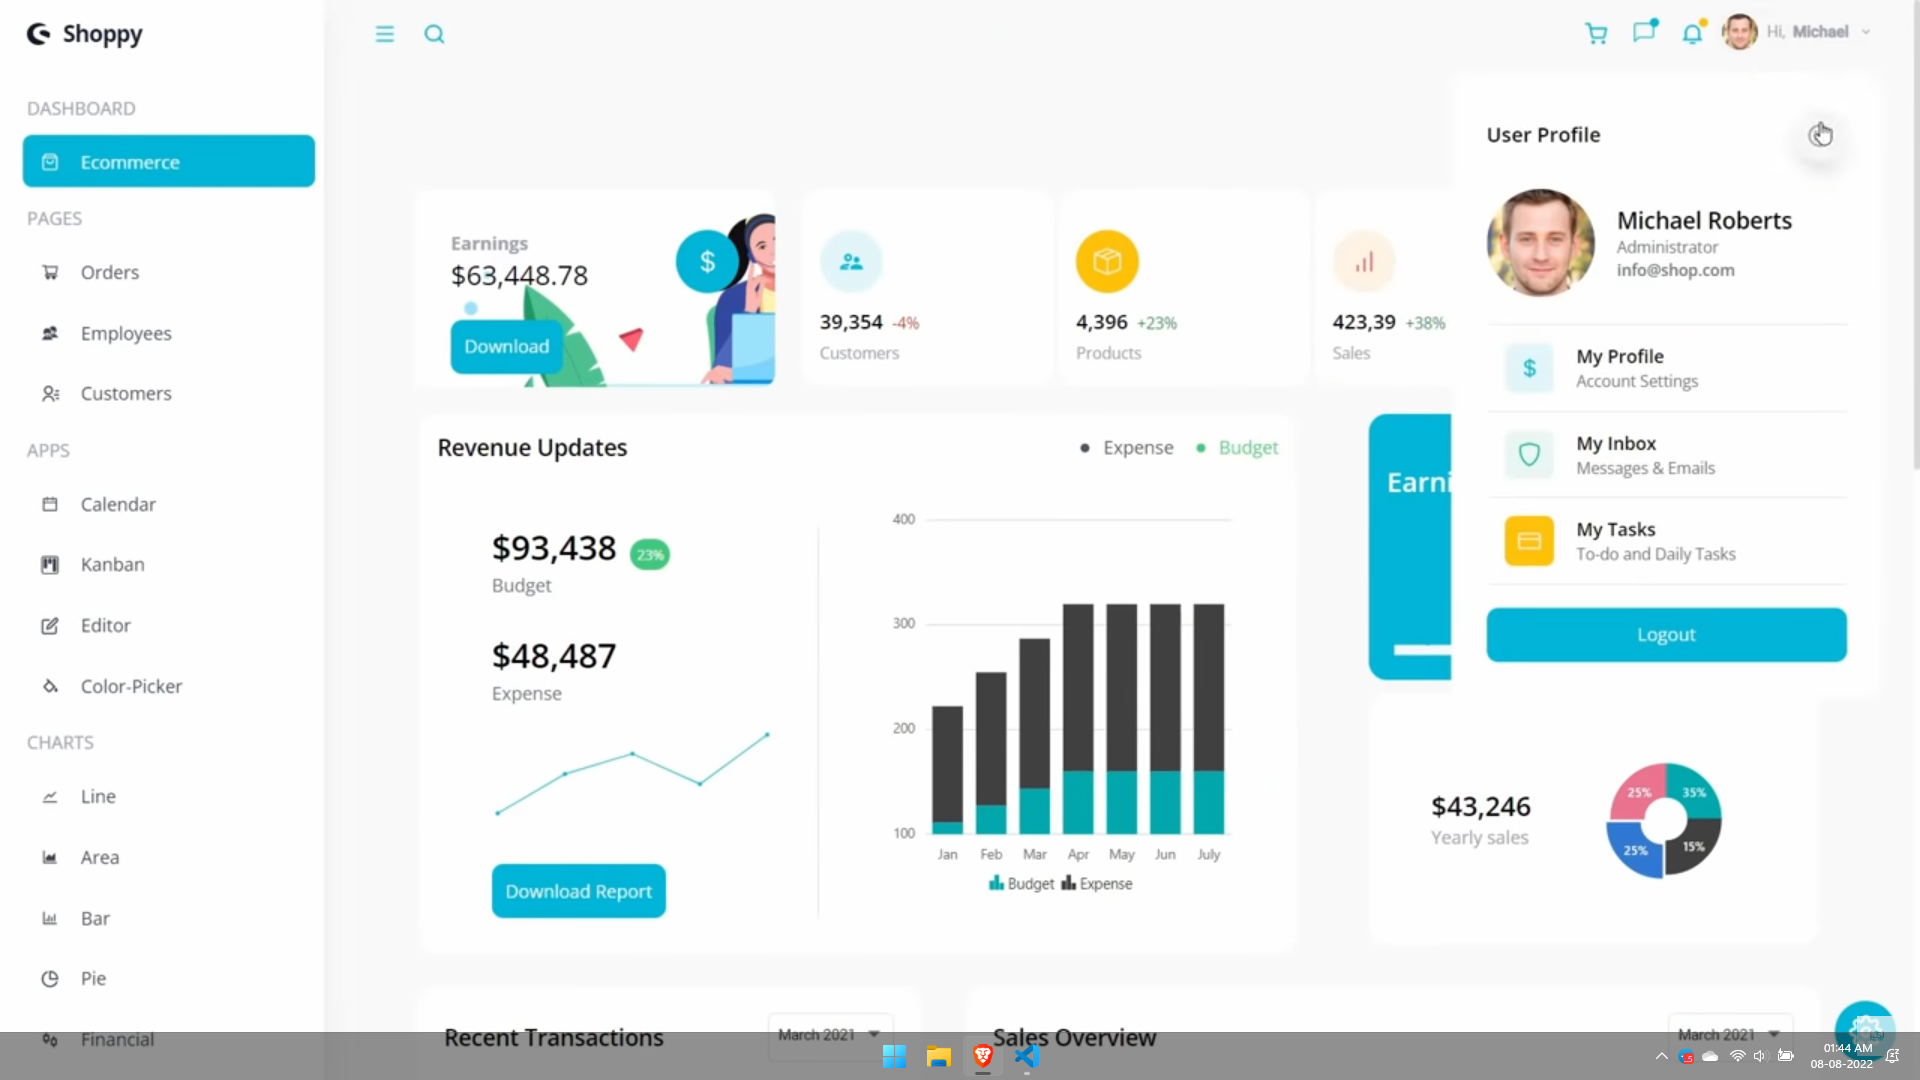 Shoppy
Hi, Michael
DASHBOARD
Ecommerce
PAGES
Orders
Employees
Customers
APPS
Calendar
Kanban
Editor
Color-Picker
CHARTS
Line
Area
Bar
Pie
Financial
Earnings
$63,448.78
Download
39,354 -4%
Customers
4,396 +23%
Products
423,39 +38%
Sales
Revenue Updates
Expense
Budget
$93,438 23%
Budget
$48,487
Expense
Download Report
400
300
200
100
Jan Feb Mar Apr May Jun July
Budget Expense
Earni
User Profile
Michael Roberts
Administrator
info@shop.com
My Profile
Account Settings
My Inbox
Messages & Emails
My Tasks
To-do and Daily Tasks
Logout
$43,246
Yearly sales
25% 35%
25% 15%
Recent Transactions
March 2021
Sales Overview
March 2021
01:44 AM
08-08-2022